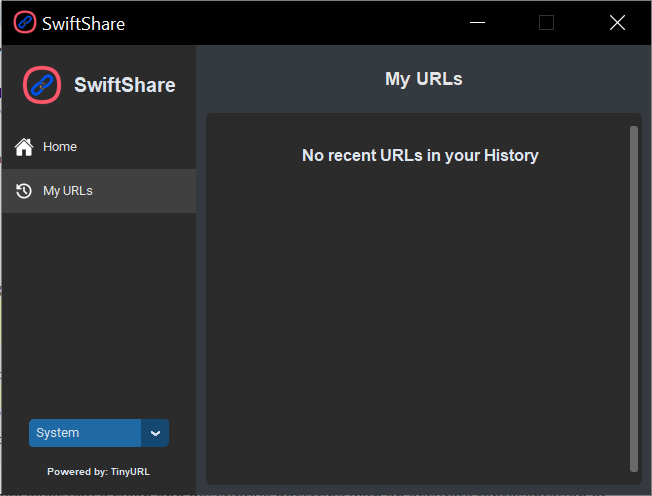 SwiftShare
SwiftShare
Home
My URLs
System
Powered by: TinyURL
My URLs
No recent URLs in your History